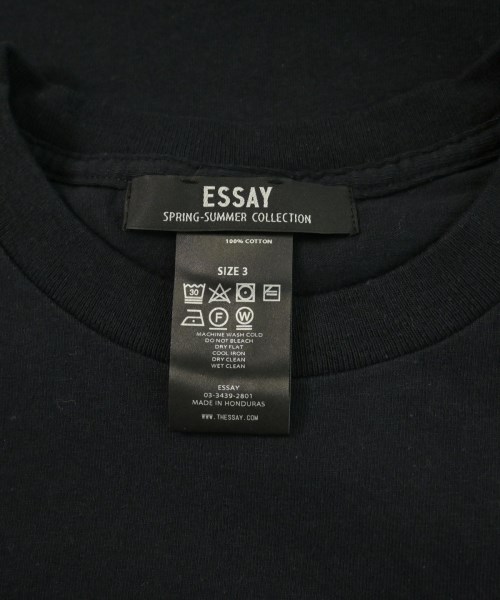 ESSAY
SPRING-SUMMER COLLECTION
100% COTTON
SIZE 3
30
F W
MACHINE WASH COLD
DO NOT BLEACH
DRY FLAT
COOL IRON
DRY CLEAN
WET CLEAN
ESSAY
03-3439-2801
MADE IN HONDURAS
WWW.THESSAY.COM